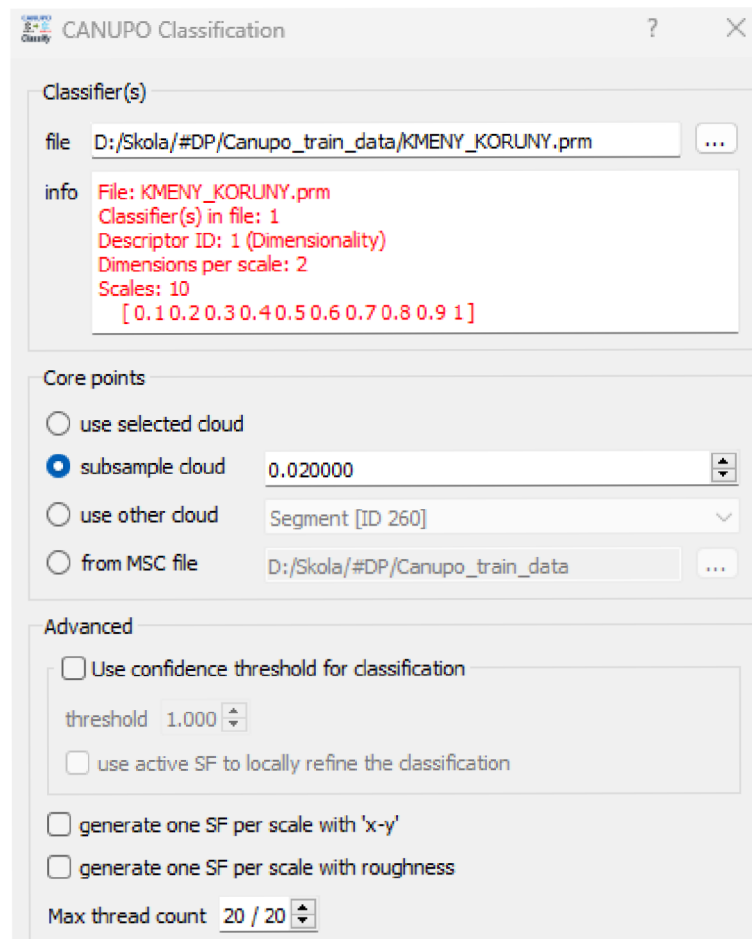 CANUPO Classification ? ×
Classifier(s)
file D:/Skola/#DP/Canupo_train_data/KMENY_KORUNY.prm ...
info File: KMENY_KORUNY.prm
Classifier(s) in file: 1
Descriptor ID: 1 (Dimensionality)
Dimensions per scale: 2
Scales: 10
[ 0.1 0.2 0.3 0.4 0.5 0.6 0.7 0.8 0.9 1 ]
Core points
use selected cloud
subsample cloud 0.020000
use other cloud Segment [ID 260]
from MSC file D:/Skola/#DP/Canupo_train_data ...
Advanced
Use confidence threshold for classification
threshold 1.000
use active SF to locally refine the classification
generate one SF per scale with 'x-y'
generate one SF per scale with roughness
Max thread count 20 / 20